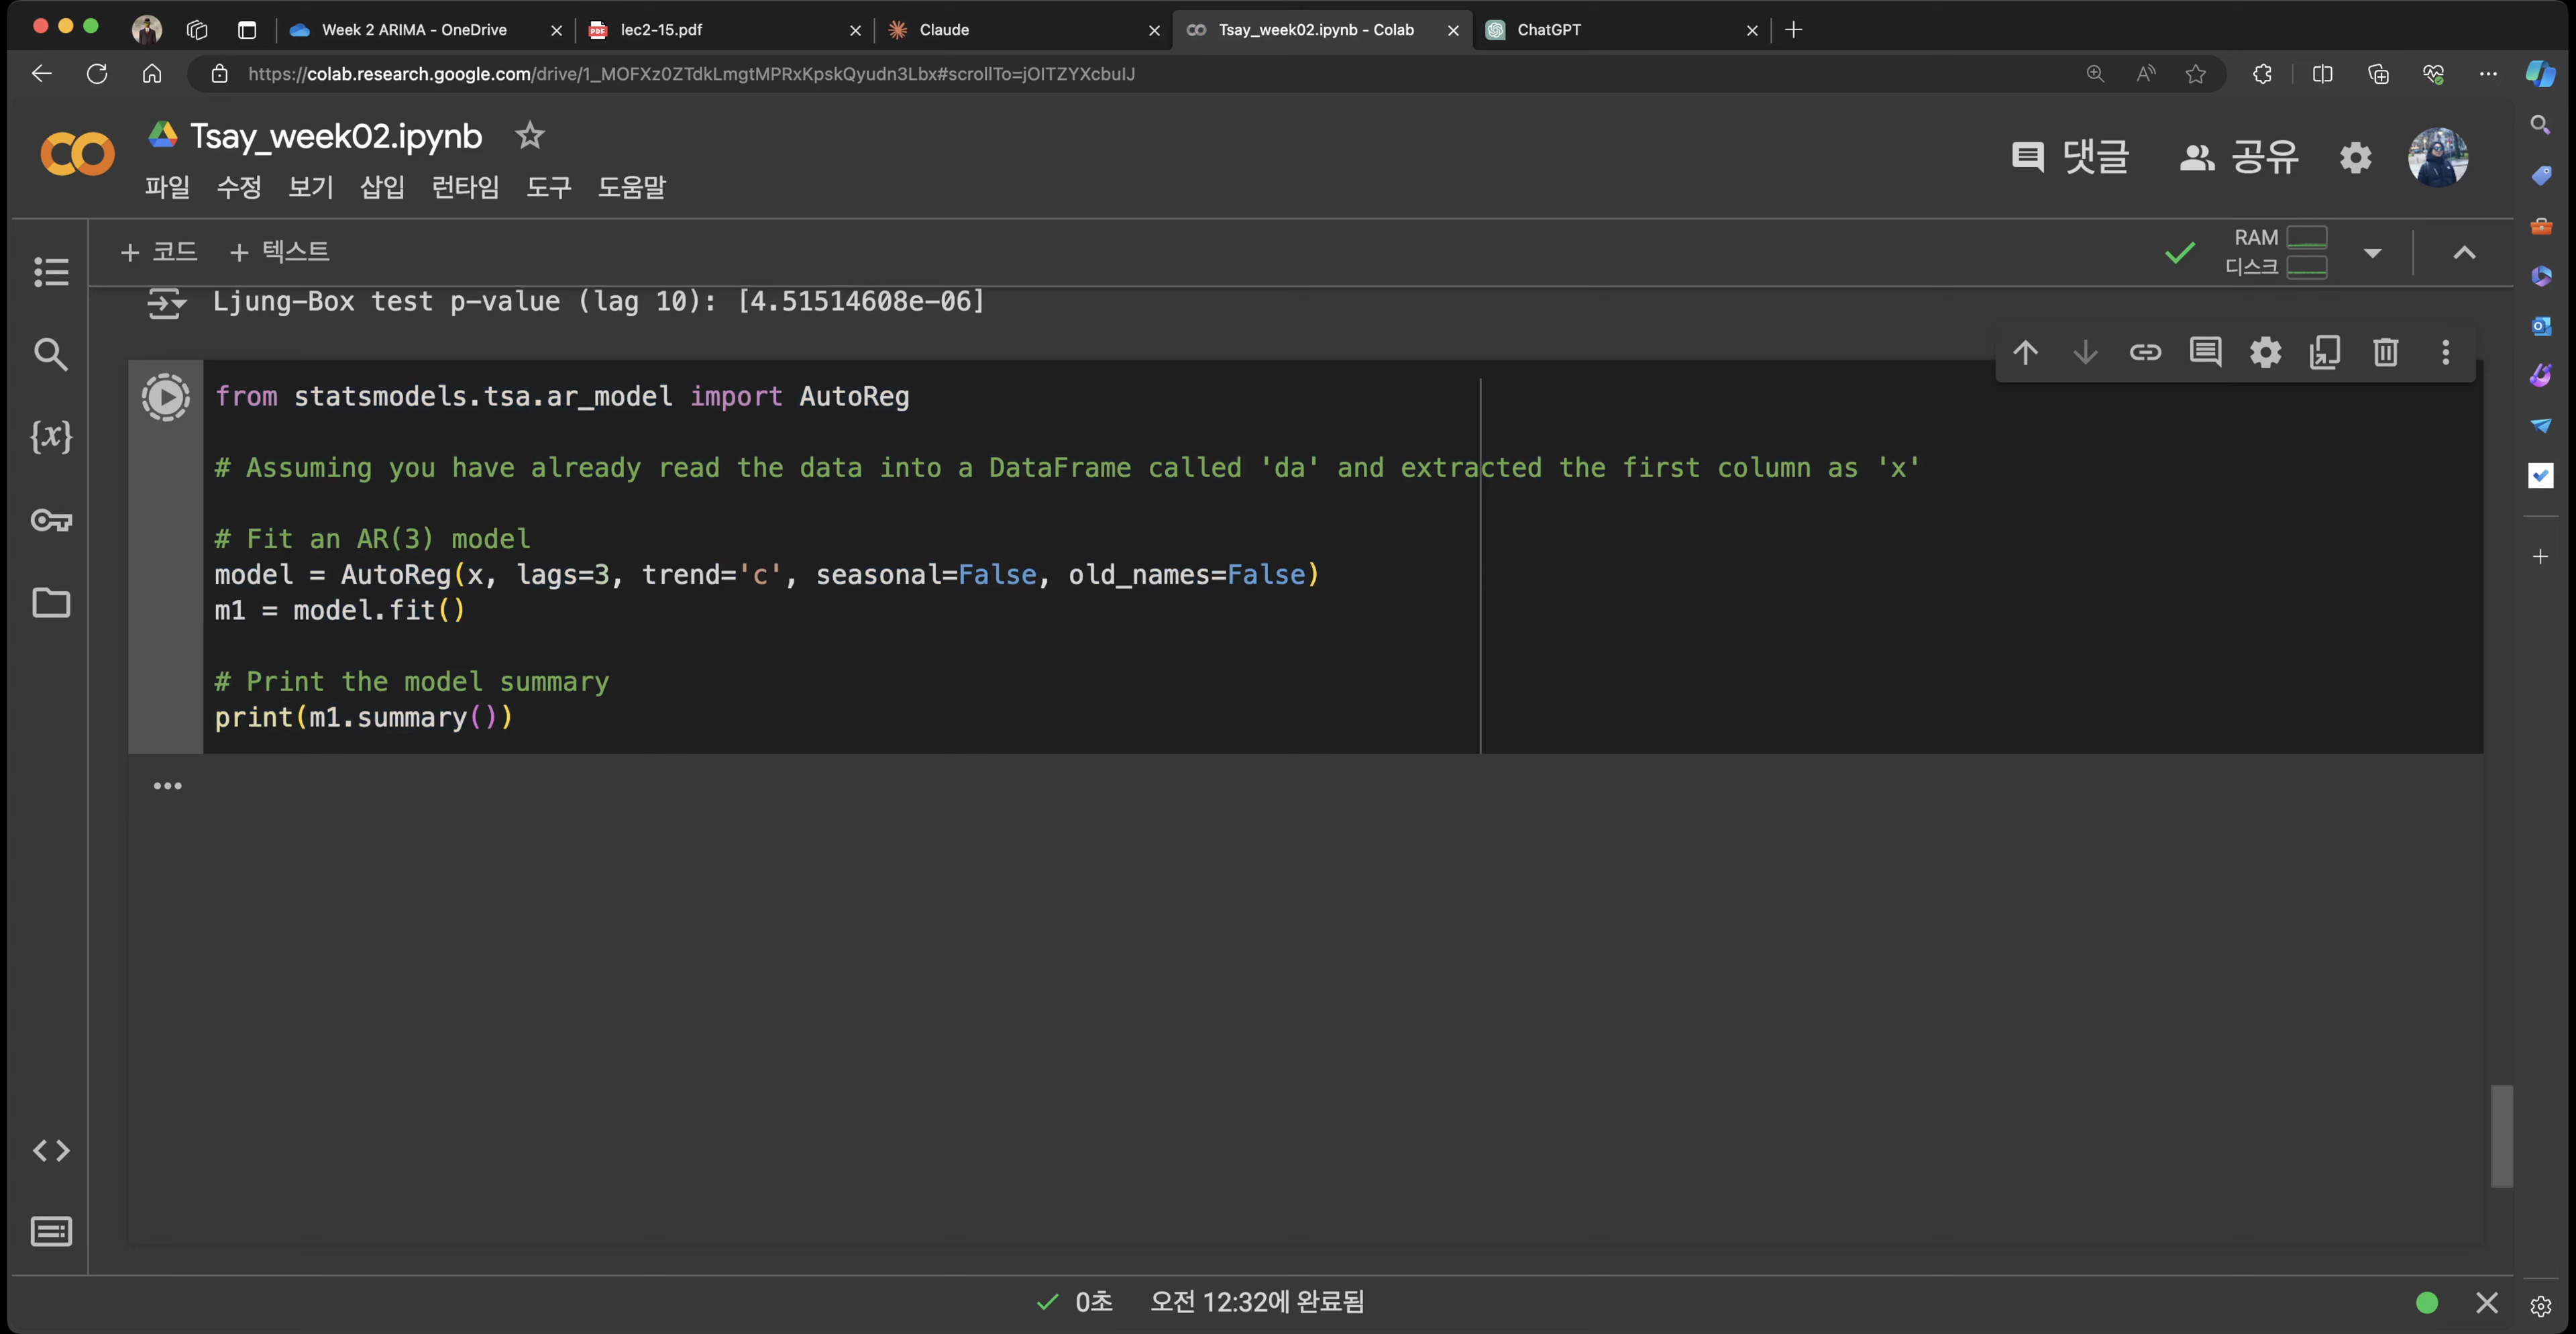 Week 2 ARIMA - OneDrive
lec2-15.pdf
Claude
Tsay_week02.ipynb - Colab
ChatGPT
https://colab.research.google.com/drive/1_MOFXz0ZTdkLmgtMPRxKpskQyudn3Lbx#scrollTo=jOITZYXcbuIJ
Tsay_week02.ipynb
댓글
공유
파일 수정 보기 삽입 런타임 도구 도움말
+ 코드 + 텍스트
RAM
디스크
Ljung-Box test p-value (lag 10): [4.51514608e-06]
from statsmodels.tsa.ar_model import AutoReg
# Assuming you have already read the data into a DataFrame called 'da' and extracted the first column as 'x'
# Fit an AR(3) model
model = AutoReg(x, lags=3, trend='c', seasonal=False, old_names=False)
m1 = model.fit()
# Print the model summary
print(m1.summary())
0초 오전 12:32에 완료됨